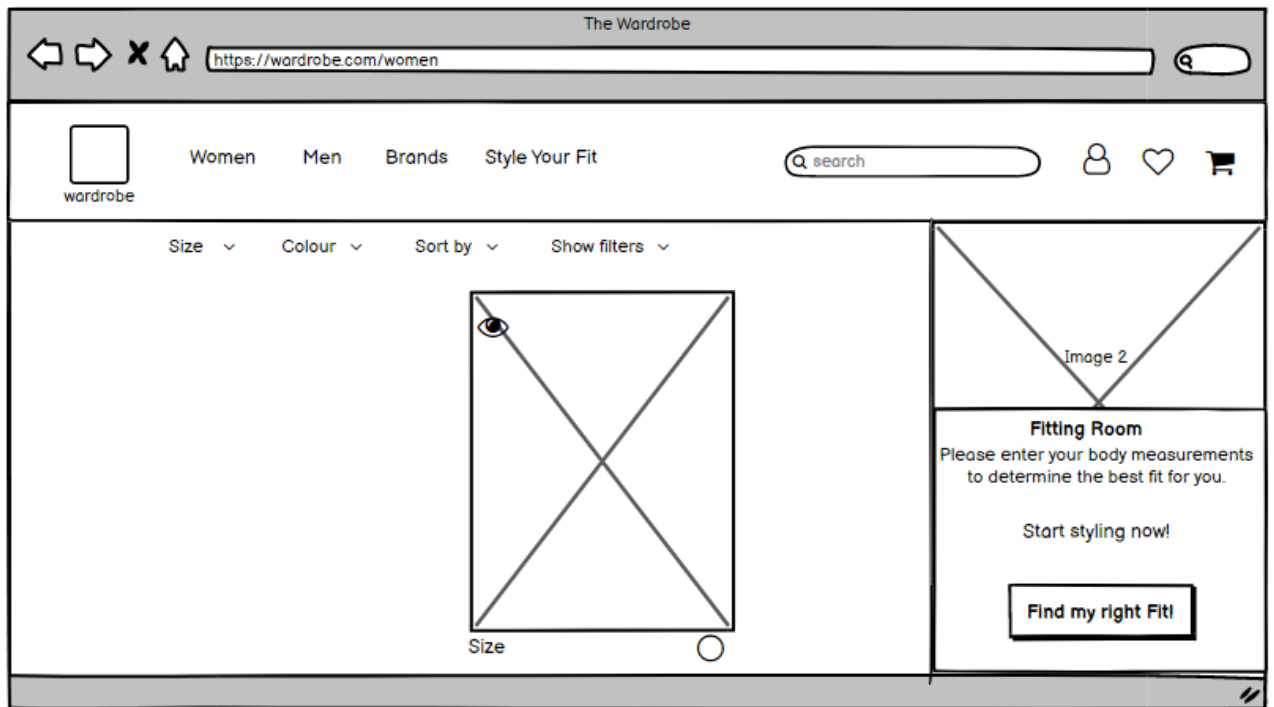 The Wardrobe
https://wardrobe.com/women
wardrobe
Women Men Brands Style Your Fit
search
Size Colour Sort by Show filters
Image 2
Fitting Room
Please enter your body measurements
to determine the best fit for you.
Start styling now!
Find my right Fit!
Size